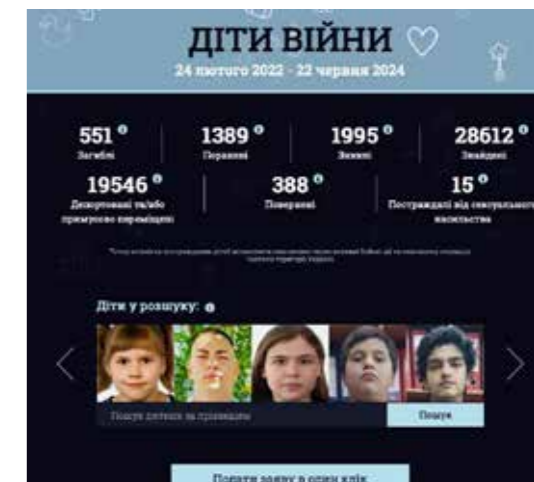 ДІТИ ВІЙНИ
24 лютого 2022 - 22 червня 2024
551 1389 1995 28612
Загиблі Поранені Зниклі Знайдені
19546 388 15
Депортовані та/або примусово переміщені
Повернені
Постраждалі від сексуального насильства
Діти у розшуку:
Пошук дитини за прізвищем
Пошук
Подати заяву в один клік